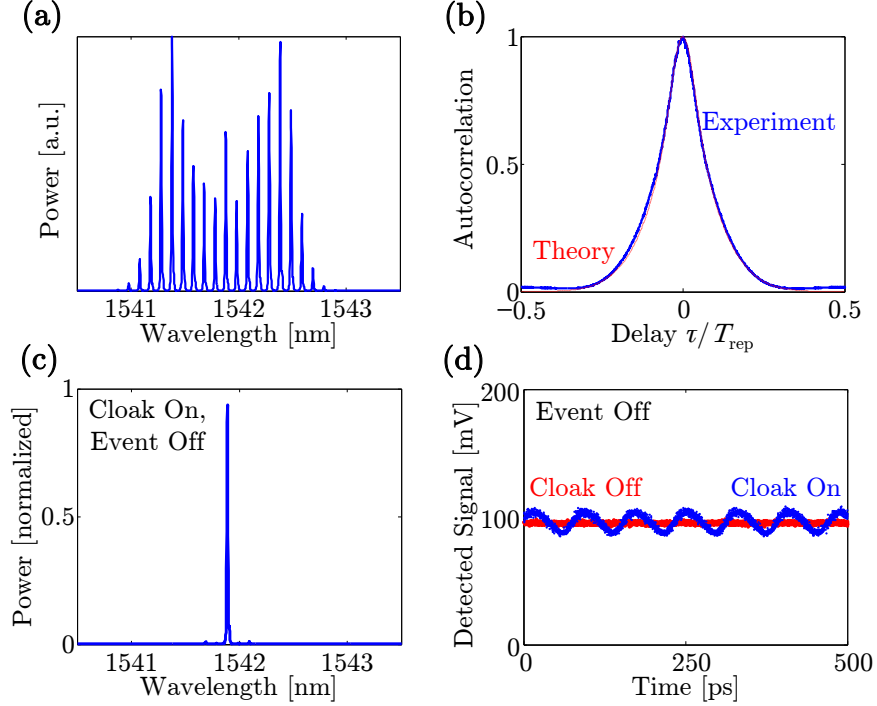 (a)
Power [a.u.]
1541
1542
1543
Wavelength [nm]
(b)
Autocorrelation
1
0.5
0
Experiment
Theory
−0.5
0
0.5
Delay τ/T_rep
(c)
Power [normalized]
1
0.5
0
Cloak On,
Event Off
1541
1542
1543
Wavelength [nm]
(d)
Detected Signal [mV]
200
100
0
Event Off
Cloak Off
Cloak On
0
250
500
Time [ps]